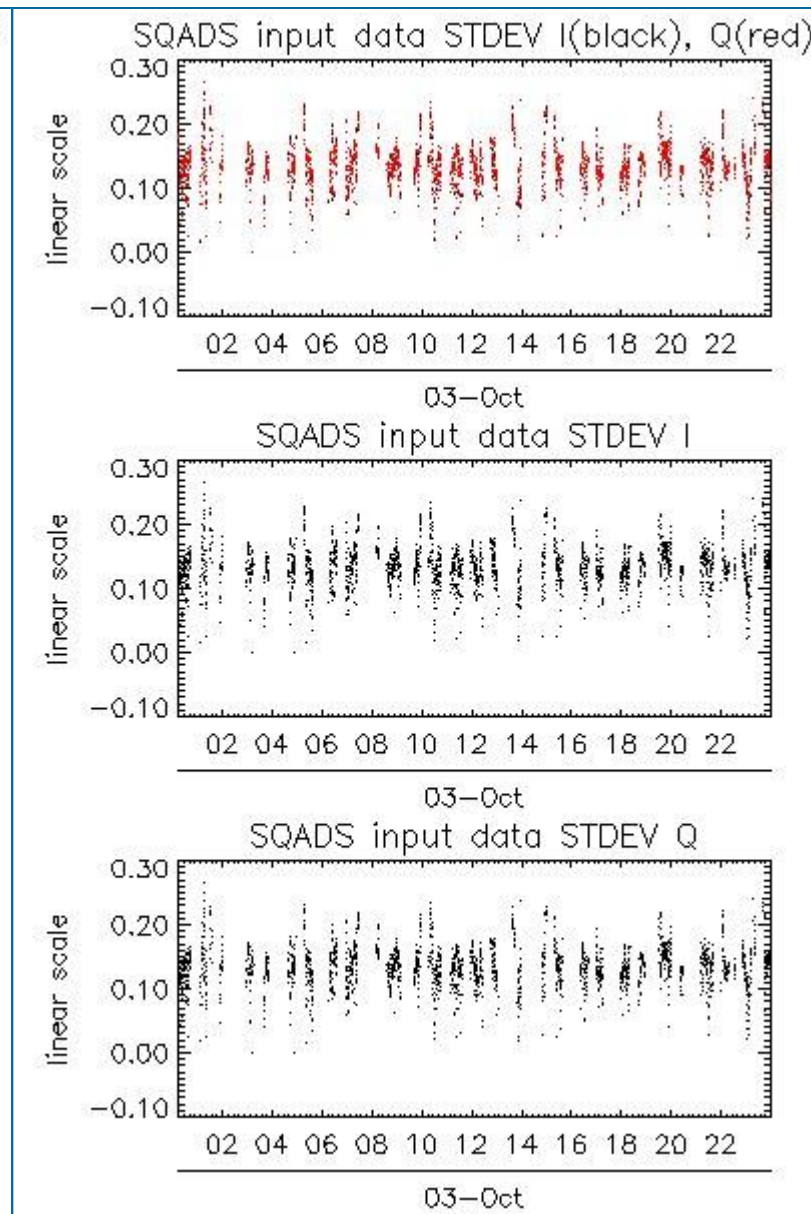 SQADS input data STDEV I(black), Q(red)
0.30
0.20
0.10
0.00
−0.10
linear scale
02 04 06 08 10 12 14 16 18 20 22
03−Oct
SQADS input data STDEV I
0.30
0.20
0.10
0.00
−0.10
linear scale
02 04 06 08 10 12 14 16 18 20 22
03−Oct
SQADS input data STDEV Q
0.30
0.20
0.10
0.00
−0.10
linear scale
02 04 06 08 10 12 14 16 18 20 22
03−Oct